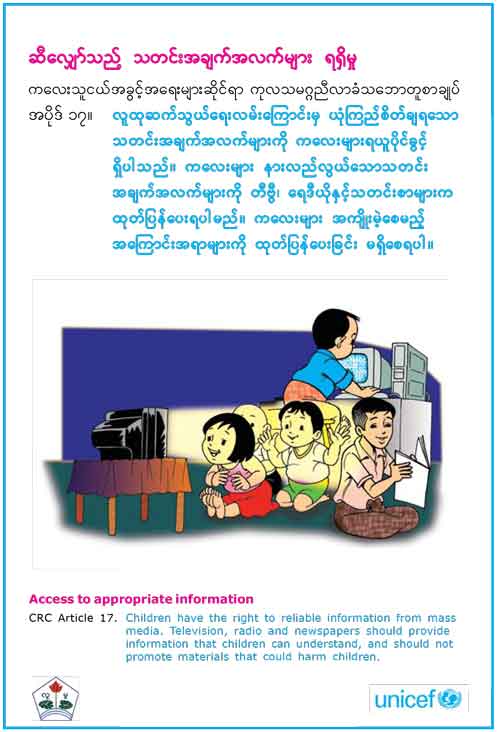 ဆီလျှော်သည့် သတင်းအချက်အလက်များ ရရှိမှု
ကလေးသူငယ်အခွင့်အရေးများဆိုင်ရာ ကုလသမဂ္ဂညီလာခံသဘောတူစာချုပ်
အပိုဒ် ၁၇။ လူထုဆက်သွယ်ရေးလမ်းကြောင်းမှ ယုံကြည်စိတ်ချရသော
သတင်းအချက်အလက်များကို ကလေးများရယူပိုင်ခွင့်
ရှိပါသည်။ ကလေးများ နားလည်လွယ်သောသတင်း
အချက်အလက်များကို တီဗွီ၊ ရေဒီယိုနှင့်သတင်းစာများက
ထုတ်ပြန်ပေးရပါမည်။ ကလေးများ အကျိုးမဲ့စေမည့်
အကြောင်းအရာများကို ထုတ်ပြန်ပေးခြင်း မရှိစေရပါ။
Access to appropriate information
CRC Article 17. Children have the right to reliable information from mass
media. Television, radio and newspapers should provide
information that children can understand, and should not
promote materials that could harm children.
unicef